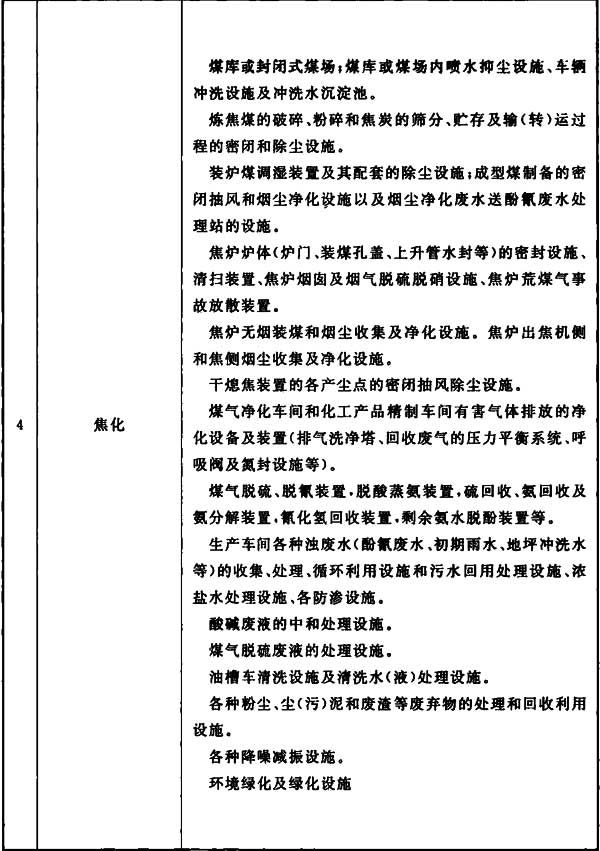 煤库或封闭式煤场;煤库或煤场内喷水抑尘设施、车辆
冲洗设施及冲洗水沉淀池。
炼焦煤的破碎、粉碎和焦炭的筛分、贮存及输(转)运过
程的密闭和除尘设施。
装炉煤调湿装置及其配套的除尘设施;成型煤制备的密
闭抽风和烟尘净化设施以及烟尘净化废水送酚氰废水处
理站的设施。
焦炉炉体(炉门、装煤孔盖、上升管水封等)的密封设施、
清扫装置、焦炉烟囱及烟气脱硫脱硝设施、焦炉荒煤气事
故放散装置。
焦炉无烟装煤和烟尘收集及净化设施。焦炉出焦机侧
和焦侧烟尘收集及净化设施。
干熄焦装置的各产尘点的密闭抽风除尘设施。
4 焦化
煤气净化车间和化工产品精制车间有害气体排放的净
化设备及装置(排气洗净塔、回收废气的压力平衡系统、呼
吸阀及氮封设施等)。
煤气脱硫、脱氰装置,脱酸蒸氨装置,硫回收、氨回收及
氨分解装置,氰化氢回收装置,剩余氨水脱酚装置等。
生产车间各种浊废水(酚氰废水、初期雨水、地坪冲洗水
等)的收集、处理、循环利用设施和污水回用处理设施、浓
盐水处理设施、各防渗设施。
酸碱废液的中和处理设施。
煤气脱硫废液的处理设施。
油槽车清洗设施及清洗水(液)处理设施。
各种粉尘、尘(污)泥和废渣等废弃物的处理和回收利用
设施。
各种降噪减振设施。
环境绿化及绿化设施